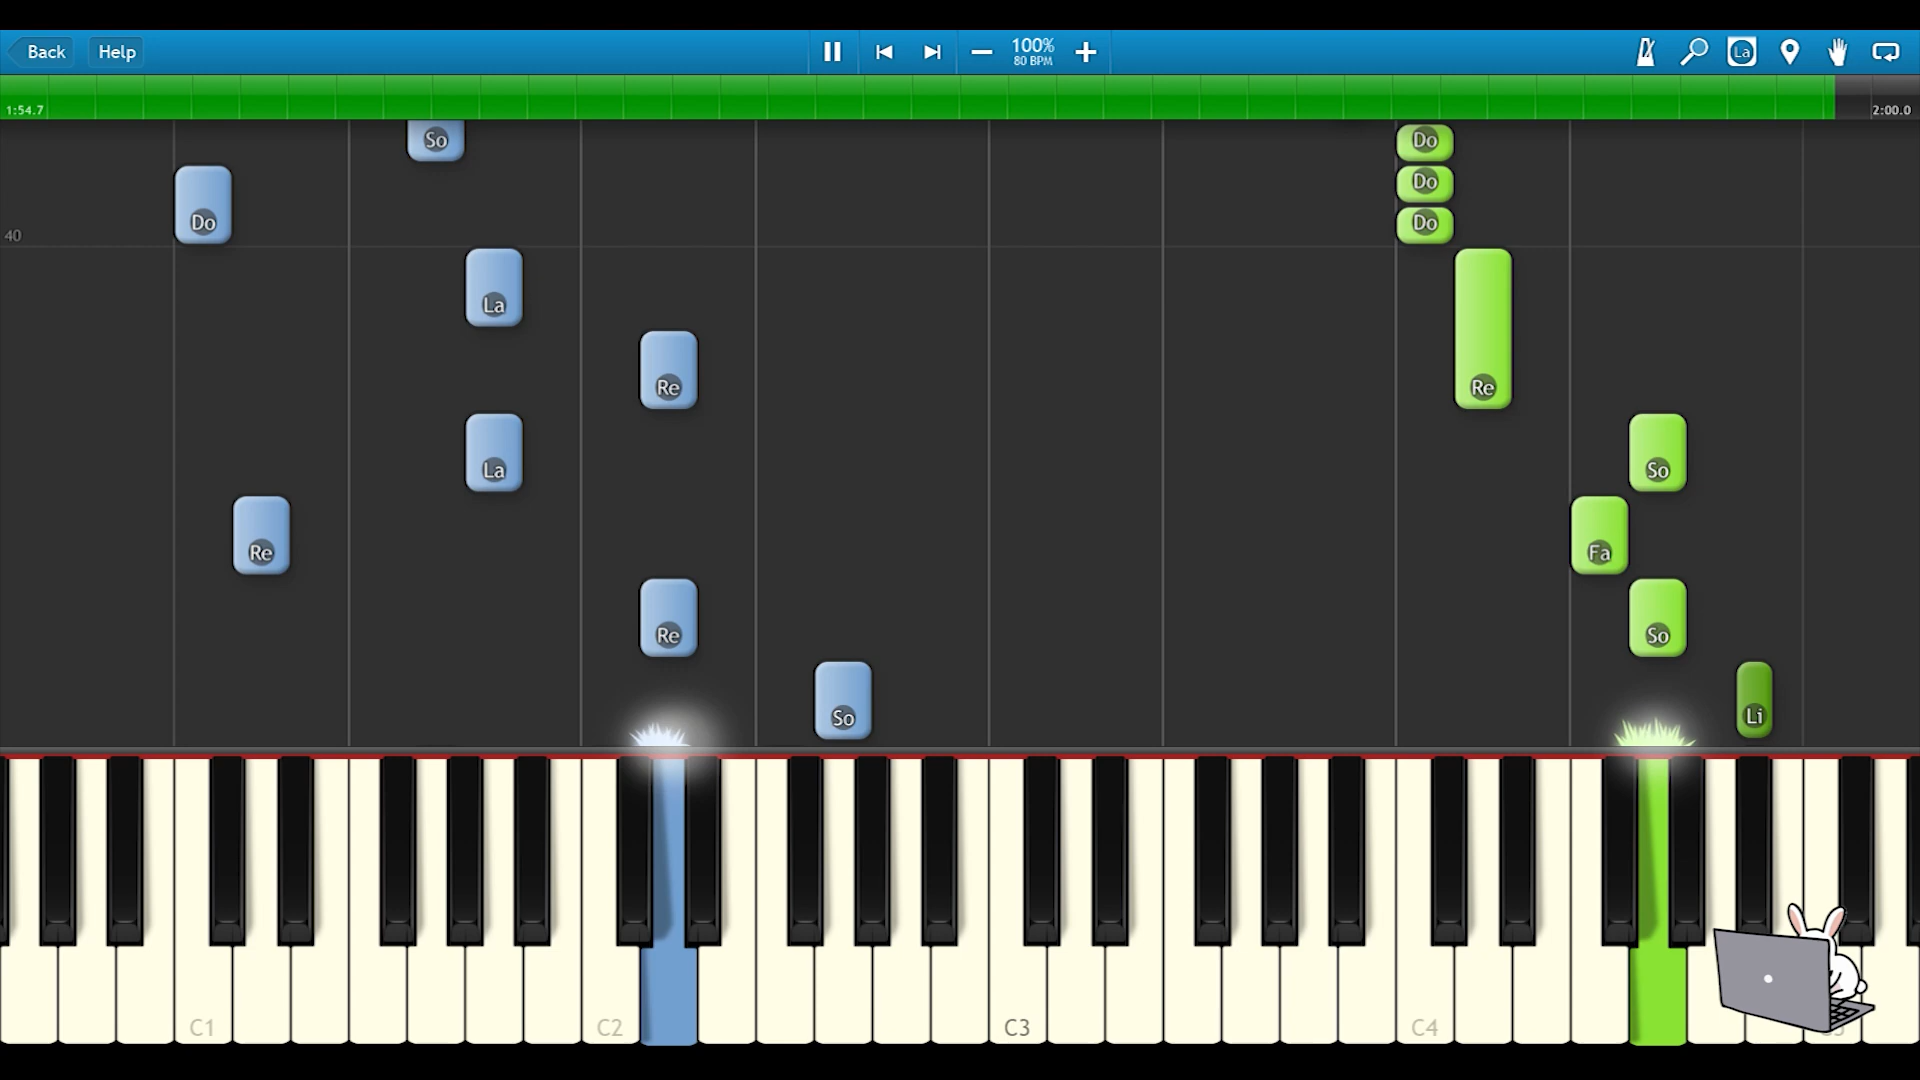 Back Help 100% La
80 BPM
1:54.7 2:00.0
So Do
Do
Do Do
40
La
Re Re
La So
Re Fa
Re So
So Li
C1 C2 C3 C4